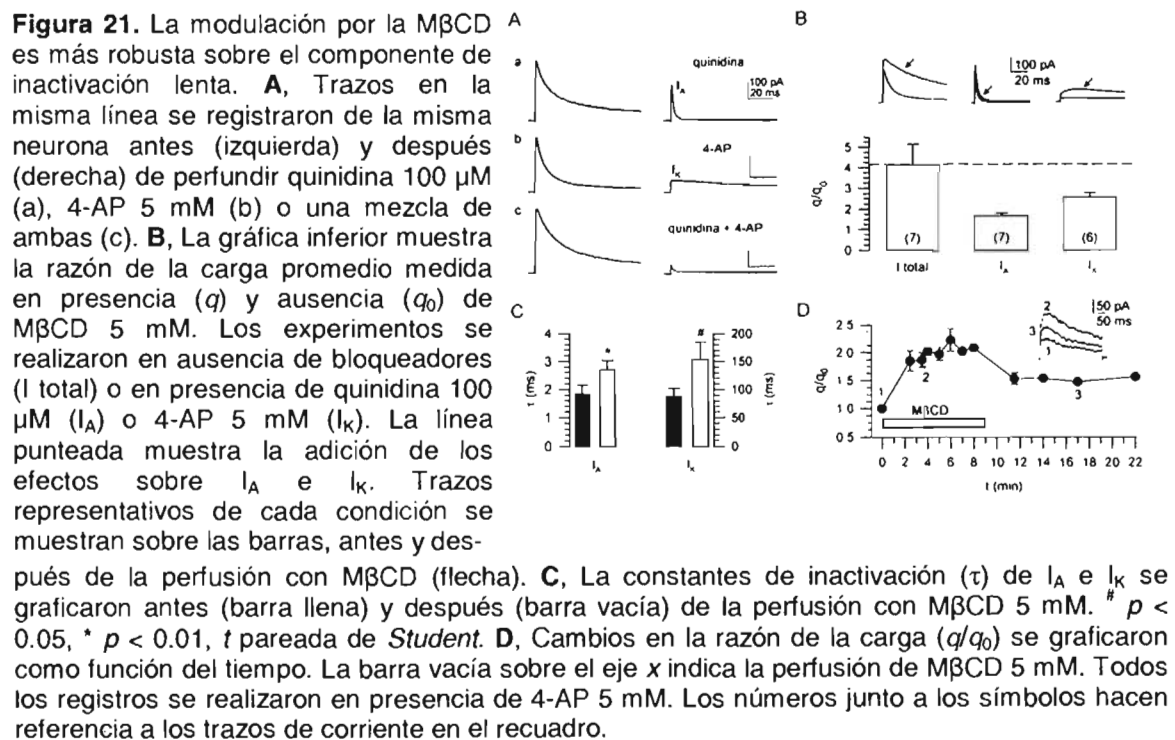 Figura 21. La modulación por la MβCD
es más robusta sobre el componente de
inactivación lenta. A, Trazos en la
misma línea se registraron de la misma
neurona antes (izquierda) y después
(derecha) de perfundir quinidina 100 µM
(a), 4-AP 5 mM (b) o una mezcla de
ambas (c). B, La gráfica inferior muestra
la razón de la carga promedio medida
en presencia (q) y ausencia (q₀) de
MβCD 5 mM. Los experimentos se
realizaron en ausencia de bloqueadores
(I total) o en presencia de quinidina 100
µM (I_A) o 4-AP 5 mM (I_K). La línea
punteada muestra la adición de los
efectos sobre I_A e I_K. Trazos
representativos de cada condición se
muestran sobre las barras, antes y des-
pués de la perfusión con MβCD (flecha). C, La constantes de inactivación (τ) de I_A e I_K se
graficaron antes (barra llena) y después (barra vacía) de la perfusión con MβCD 5 mM. # p <
0.05, * p < 0.01, t pareada de Student. D, Cambios en la razón de la carga (q/q₀) se graficaron
como función del tiempo. La barra vacía sobre el eje x indica la perfusión de MβCD 5 mM. Todos
los registros se realizaron en presencia de 4-AP 5 mM. Los números junto a los símbolos hacen
referencia a los trazos de corriente en el recuadro.
A
a
quinidina
I_A
100 pA
20 ms
b
4-AP
I_K
c
quinidina + 4-AP
B
100 pA
20 ms
q/q₀
5
4
3
2
1
0
(7)
(7)
(6)
I total
I_A
I_K
C
τ (ms)
4
3
2
1
0
*
#
200
150
100
50
0
τ (ms)
I_A
I_K
D
q/q₀
2 5
2.0
1.5
1 0
0 5
1
2
3
MβCD
2
3
1
50 pA
50 ms
0 2 4 6 8 10 12 14 16 18 20 22
t (min)